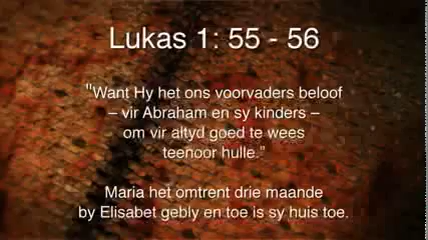 Lukas 1: 55 - 56
"Want Hy het ons voorvaders beloof
– vir Abraham en sy kinders –
om vir altyd goed te wees
teenoor hulle."
Maria het omtrent drie maande
by Elisabet gebly en toe is sy huis toe.